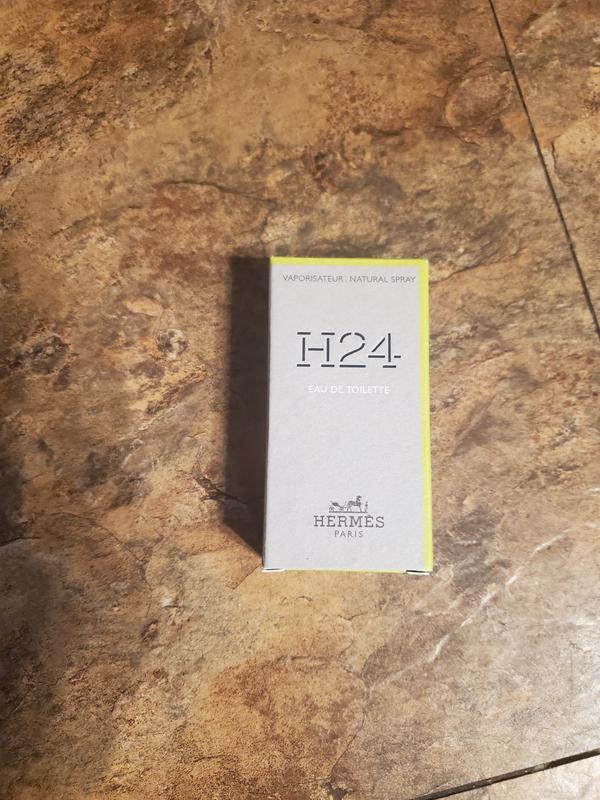 VAPORISATEUR . NATURAL SPRAY
H24
EAU DE TOILETTE
HERMÈS
PARIS